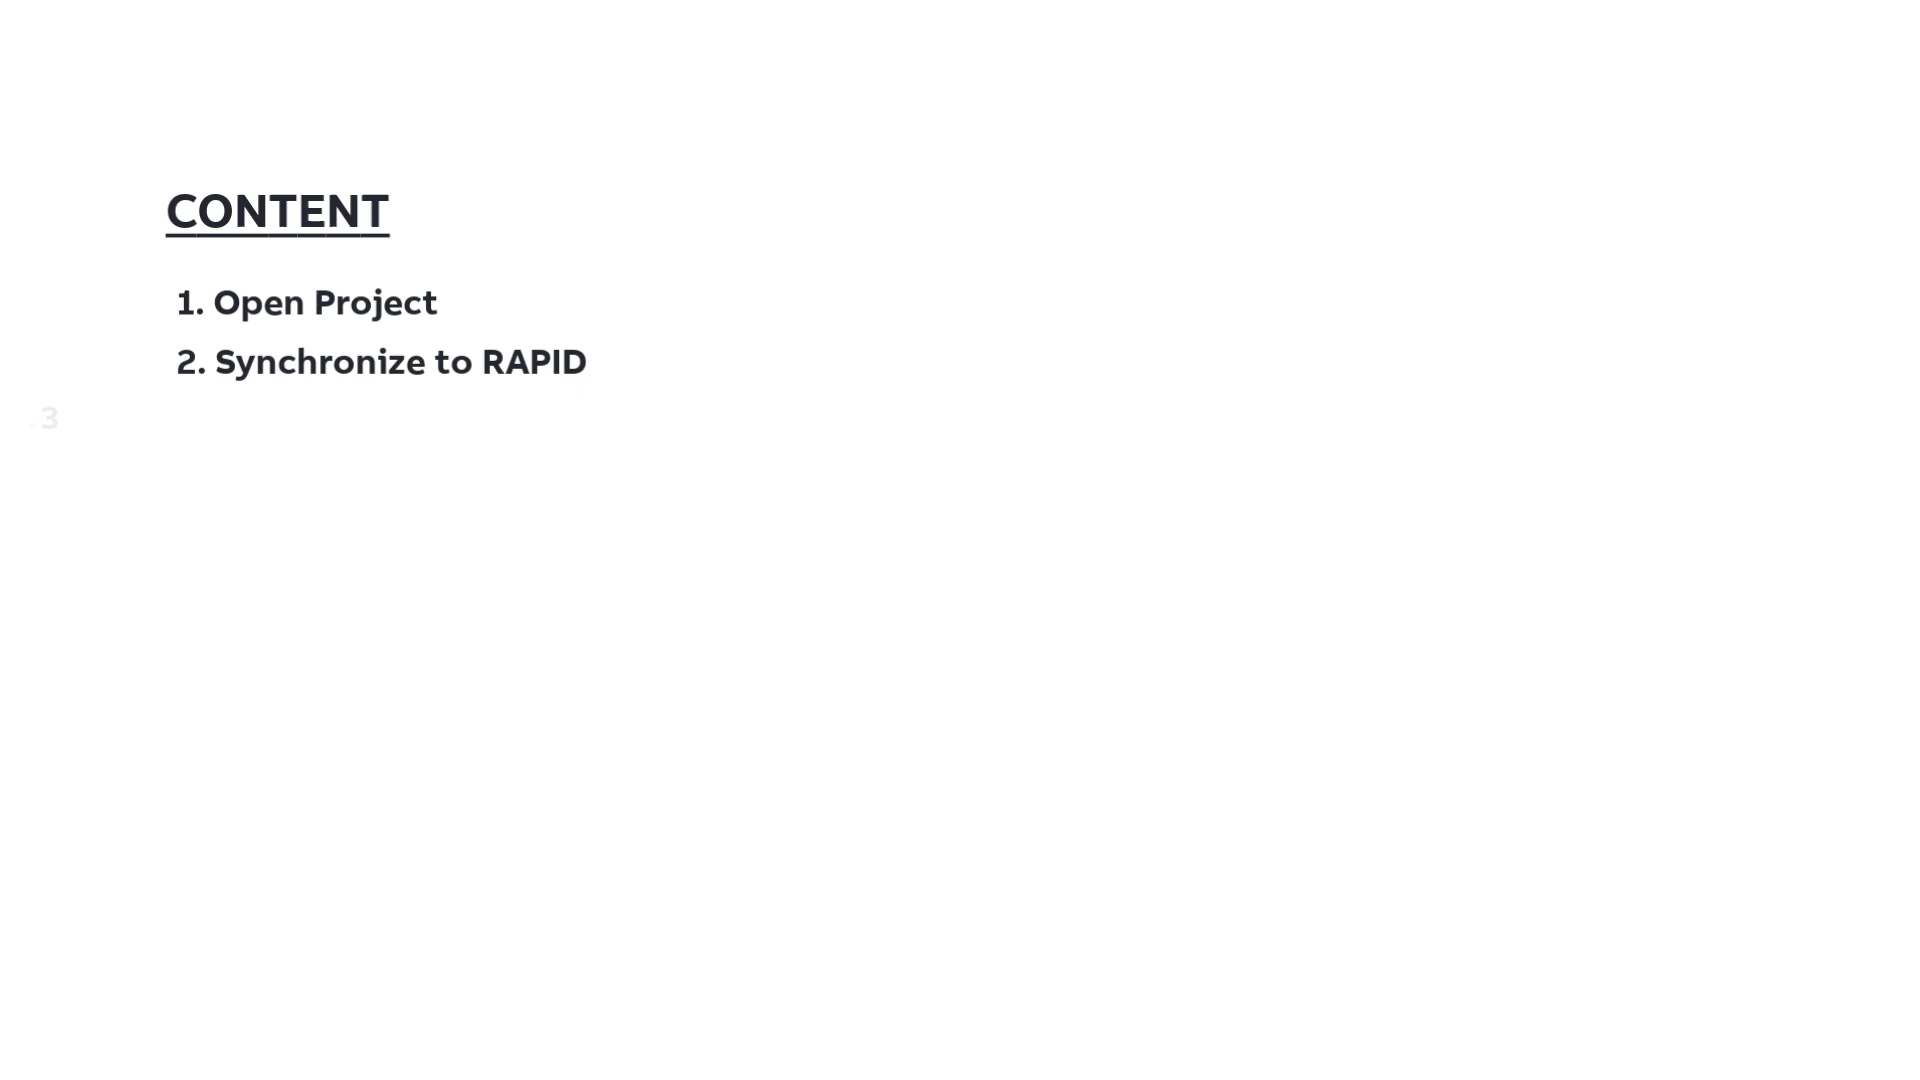 CONTENT
1. Open Project
2. Synchronize to RAPID
3